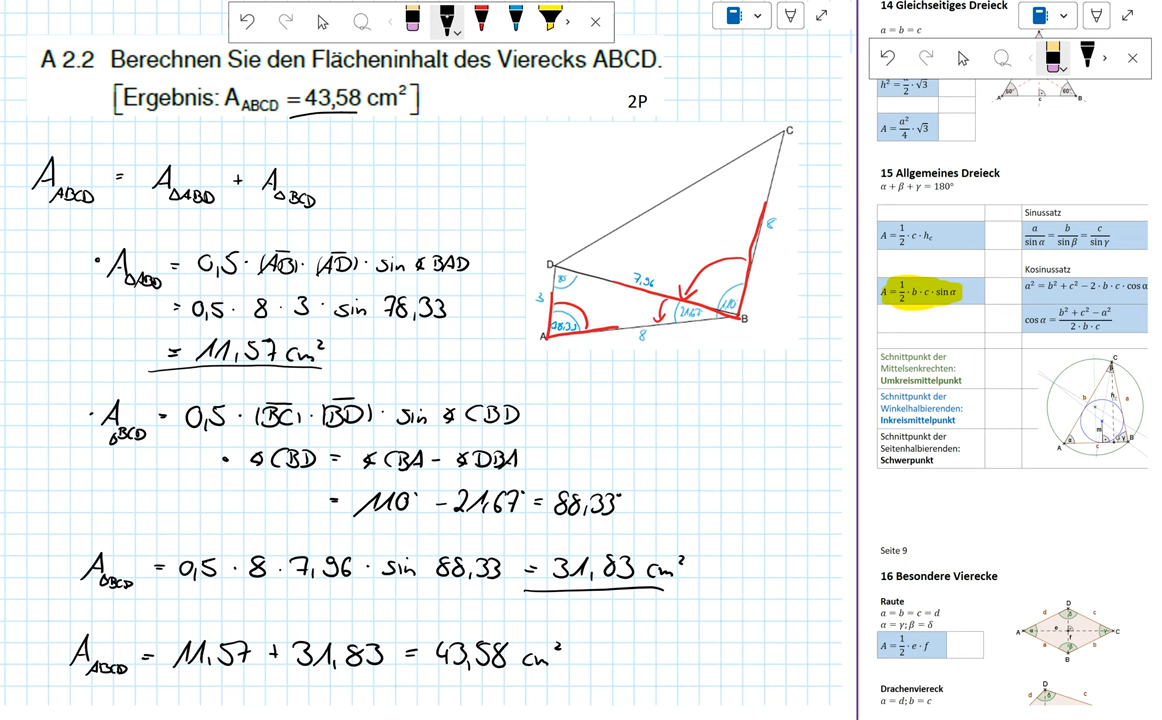 A 2.2 Berechnen Sie den Flächeninhalt des Vierecks ABCD.
[Ergebnis: A_ABCD = 43,58 cm²]
2P
A_ABCD = A_ΔABD + A_ΔBCD
• A_ΔABD = 0,5 · |AB| · |AD| · sin ∢ BAD
= 0,5 · 8 · 3 · sin 78,33
= 11,57 cm²
• A_ΔBCD = 0,5 · |BC| · |BD| · sin ∢ CBD
• ∢ CBD = ∢ CBA - ∢ DBA
= 110° - 21,67° = 88,33°
A_ΔBCD = 0,5 · 8 · 7,96 · sin 88,33 = 31,83 cm²
A_ABCD = 11,57 + 31,83 = 43,58 cm²
C
8
D
7,96
3
110
21,67
B
78,33
A
8
14 Gleichseitiges Dreieck
a = b = c
60° 60°
A c B
A = a²/4 · √3
15 Allgemeines Dreieck
α + β + γ = 180°
Sinussatz
A = 1/2 · c · h_c
a/sin α = b/sin β = c/sin γ
Kosinussatz
A = 1/2 · b · c · sin α
a² = b² + c² − 2 · b · c · cos α
cos α = (b² + c² − a²)/(2 · b · c)
Schnittpunkt der
Mittelsenkrechten:
Umkreismittelpunkt
Schnittpunkt der
Winkelhalbierenden:
Inkreismittelpunkt
Schnittpunkt der
Seitenhalbierenden:
Schwerpunkt
C
b a
A c B
Seite 9
16 Besondere Vierecke
Raute
a = b = c = d
α = γ; β = δ
A = 1/2 · e · f
D
d c
A e C
f
a b
B
Drachenviereck
a = d; b = c
D
d c